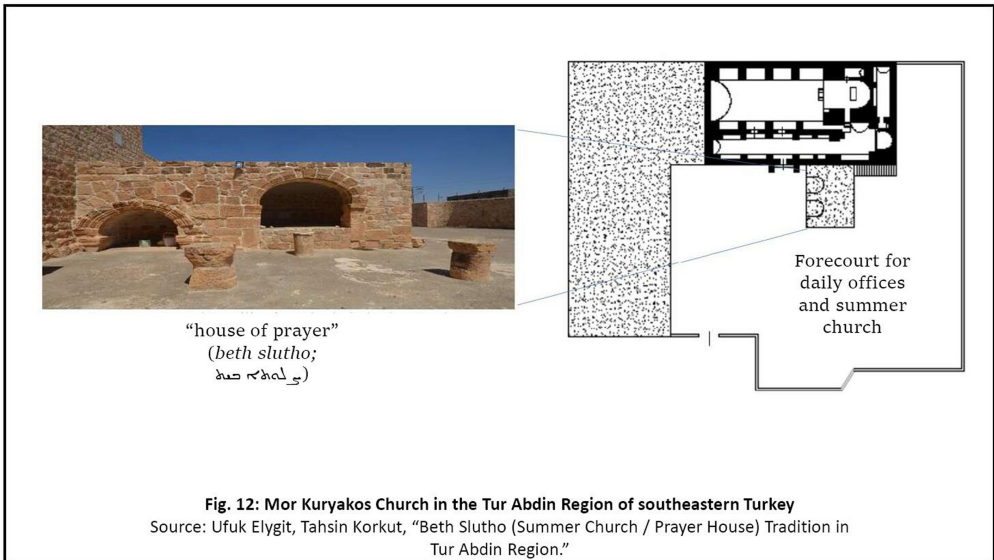 Forecourt for
daily offices
and summer
church
“house of prayer”
(beth slutho;
ܨܠܘܬܐ ܒܝܬ)
Fig. 12: Mor Kuryakos Church in the Tur Abdin Region of southeastern Turkey
Source: Ufuk Elygit, Tahsin Korkut, “Beth Slutho (Summer Church / Prayer House) Tradition in
Tur Abdin Region.”